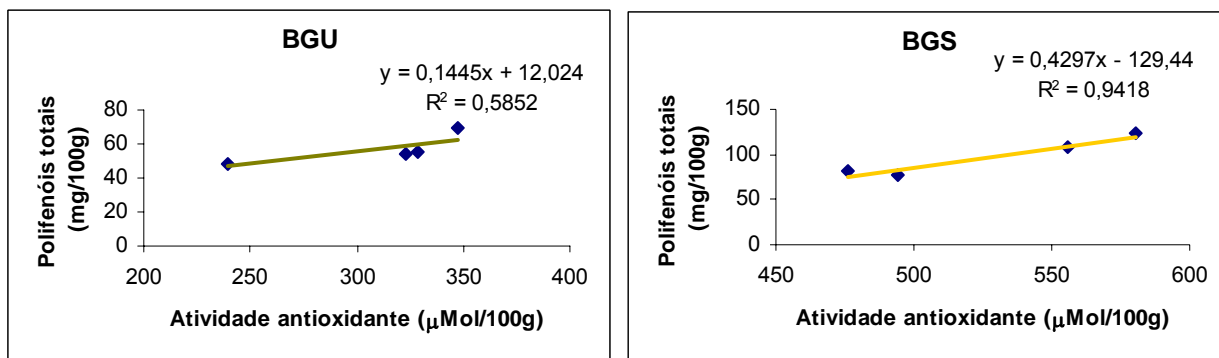 BGU
y = 0,1445x + 12,024
R² = 0,5852
Polifenóis totais
(mg/100g)
80
60
40
20
0
200 250 300 350 400
Atividade antioxidante (μMol/100g)
BGS
y = 0,4297x - 129,44
R² = 0,9418
Polifenóis totais
(mg/100g)
150
100
50
0
450 500 550 600
Atividade antioxidante (μMol/100g)